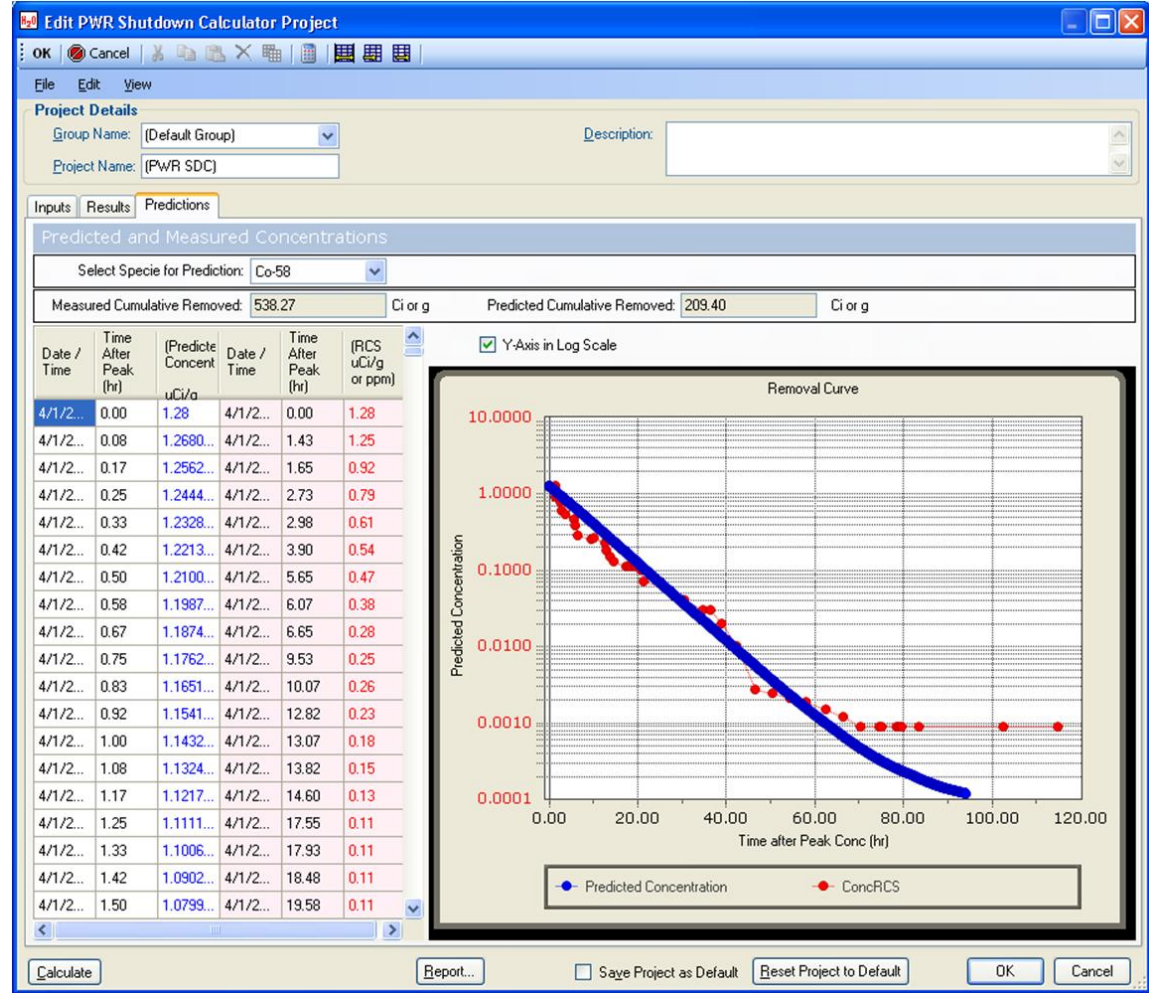 H2O Edit PWR Shutdown Calculator Project
OK Cancel
File Edit View
Project Details
Group Name: (Default Group) Description:
Project Name: (PWR SDC)
Inputs Results Predictions
Predicted and Measured Concentrations
Select Specie for Prediction: Co-58
Measured Cumulative Removed: 538.27 Ci or g Predicted Cumulative Removed: 209.40 Ci or g
Date / Time Time After Peak (hr) (Predicte Concent uCi/g Date / Time Time After Peak (hr) (RCS uCi/g or ppm)
4/1/2... 0.00 1.28 4/1/2... 0.00 1.28
4/1/2... 0.08 1.2680... 4/1/2... 1.43 1.25
4/1/2... 0.17 1.2562... 4/1/2... 1.65 0.92
4/1/2... 0.25 1.2444... 4/1/2... 2.73 0.79
4/1/2... 0.33 1.2328... 4/1/2... 2.98 0.61
4/1/2... 0.42 1.2213... 4/1/2... 3.90 0.54
4/1/2... 0.50 1.2100... 4/1/2... 5.65 0.47
4/1/2... 0.58 1.1987... 4/1/2... 6.07 0.38
4/1/2... 0.67 1.1874... 4/1/2... 6.65 0.28
4/1/2... 0.75 1.1762... 4/1/2... 9.53 0.25
4/1/2... 0.83 1.1651... 4/1/2... 10.07 0.26
4/1/2... 0.92 1.1541... 4/1/2... 12.82 0.23
4/1/2... 1.00 1.1432... 4/1/2... 13.07 0.18
4/1/2... 1.08 1.1324... 4/1/2... 13.82 0.15
4/1/2... 1.17 1.1217... 4/1/2... 14.60 0.13
4/1/2... 1.25 1.1111... 4/1/2... 17.55 0.11
4/1/2... 1.33 1.1006... 4/1/2... 17.93 0.11
4/1/2... 1.42 1.0902... 4/1/2... 18.48 0.11
4/1/2... 1.50 1.0799... 4/1/2... 19.58 0.11
Y-Axis in Log Scale
Removal Curve
10.0000
1.0000
0.1000
0.0100
0.0010
0.0001
Predicted Concentration
0.00 20.00 40.00 60.00 80.00 100.00 120.00
Time after Peak Conc (hr)
Predicted Concentration ConcRCS
Calculate Report... Save Project as Default Reset Project to Default OK Cancel